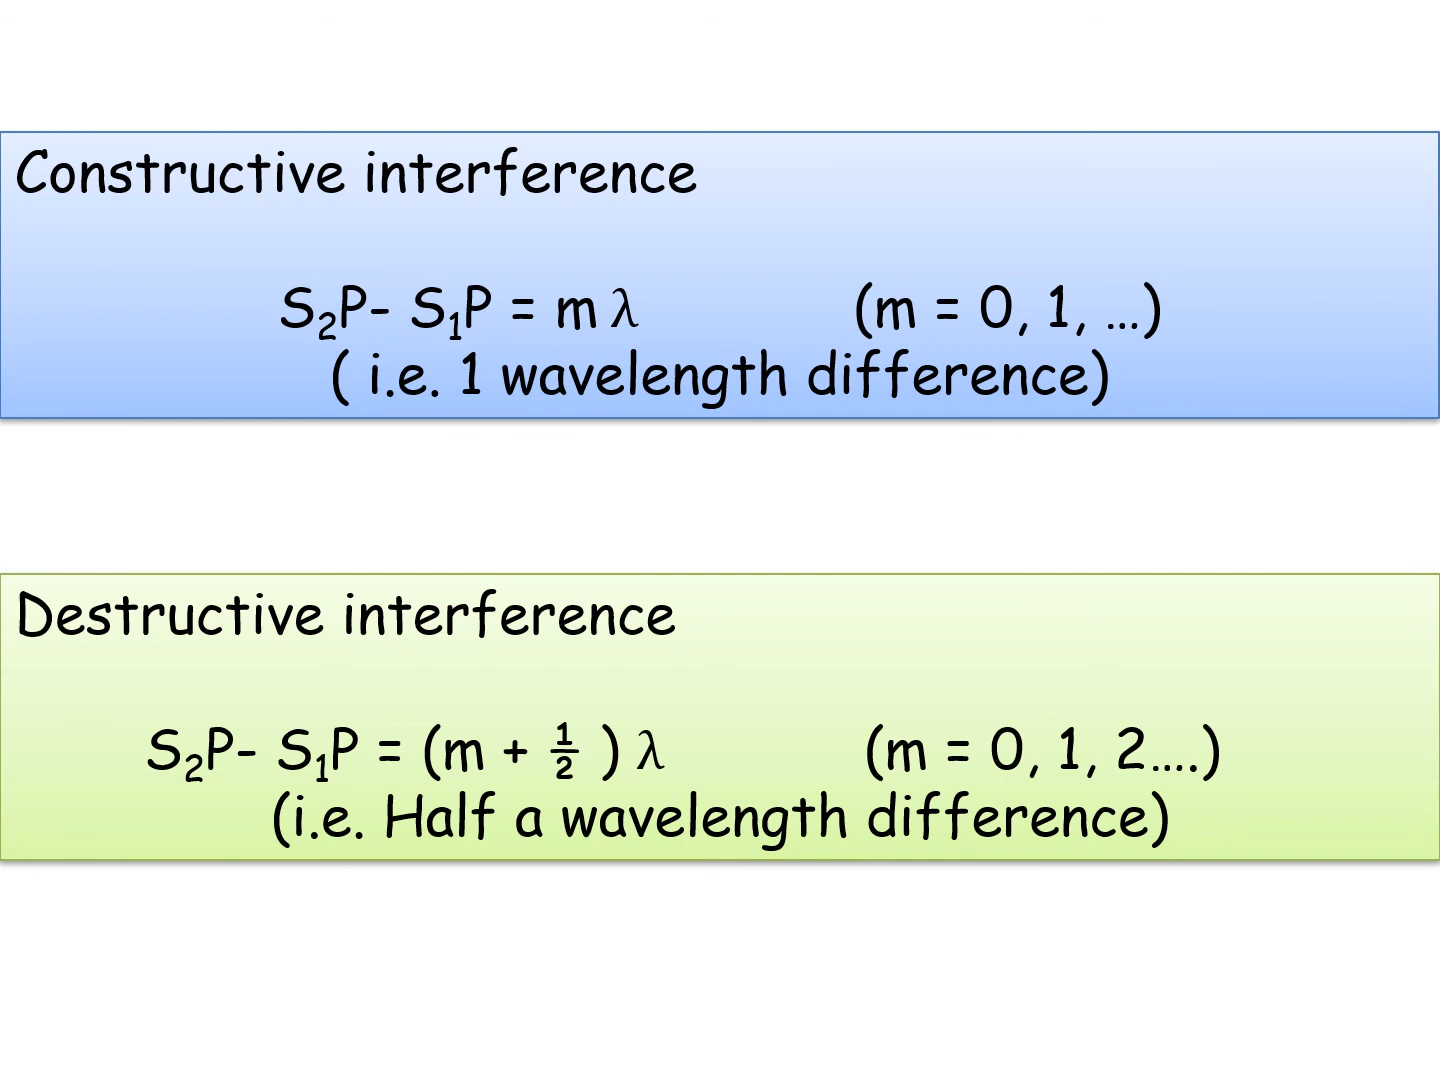 Constructive interference
S₂P- S₁P = m λ (m = 0, 1, …)
( i.e. 1 wavelength difference)
Destructive interference
S₂P- S₁P = (m + ½ ) λ (m = 0, 1, 2….)
(i.e. Half a wavelength difference)